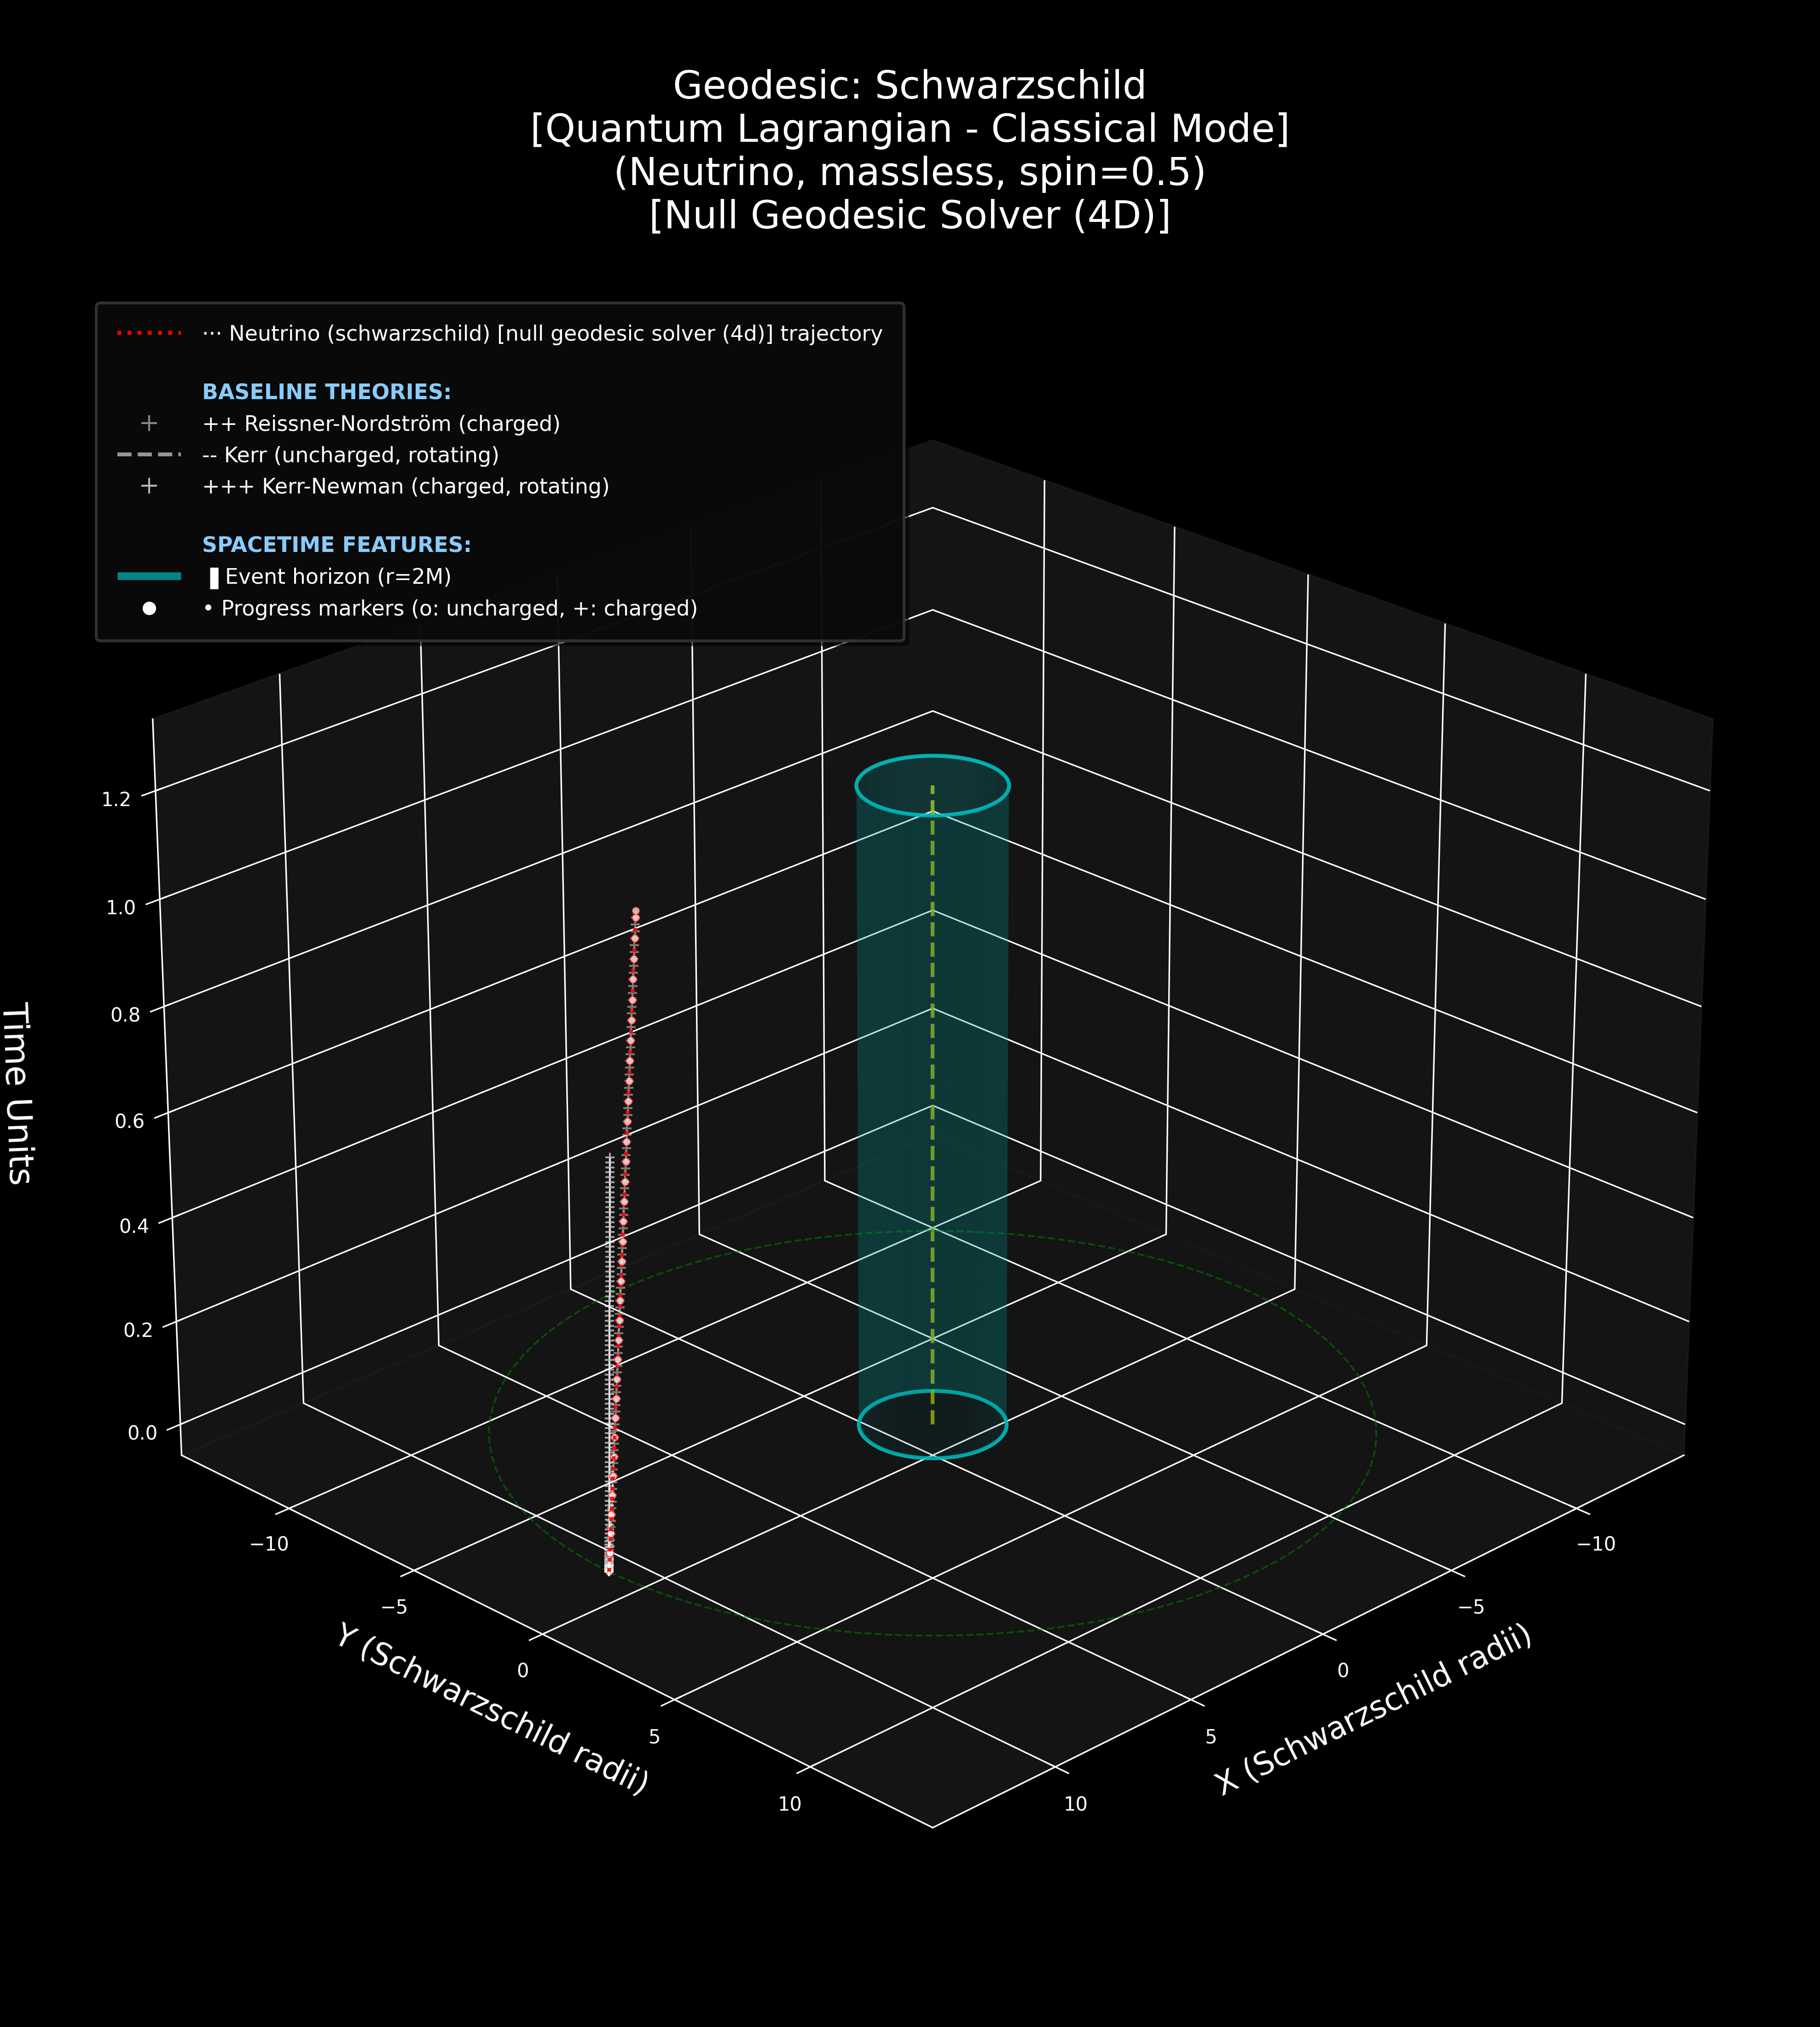 Geodesic: Schwarzschild
[Quantum Lagrangian - Classical Mode]
(Neutrino, massless, spin=0.5)
[Null Geodesic Solver (4D)]
··· Neutrino (schwarzschild) [null geodesic solver (4d)] trajectory
BASELINE THEORIES:
++ Reissner-Nordström (charged)
-- Kerr (uncharged, rotating)
+++ Kerr-Newman (charged, rotating)
SPACETIME FEATURES:
▐ Event horizon (r=2M)
• Progress markers (o: uncharged, +: charged)
Time Units
1.2
1.0
0.8
0.6
0.4
0.2
0.0
−10
−5
0
5
10
Y (Schwarzschild radii)
10
5
0
−5
−10
X (Schwarzschild radii)